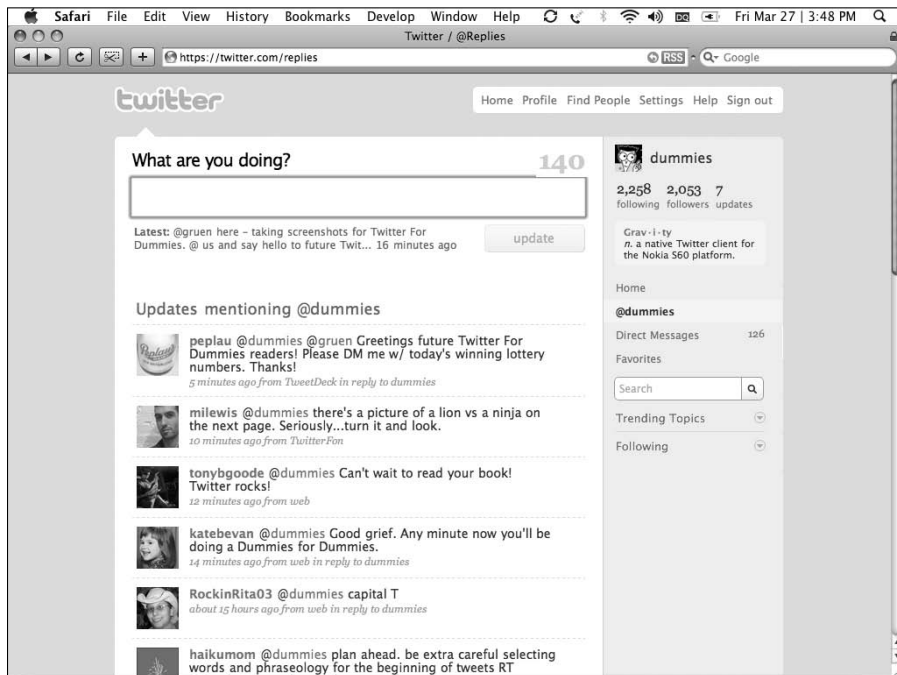 Safari File Edit View History Bookmarks Develop Window Help DG Fri Mar 27 | 3:48 PM
Twitter / @Replies
https://twitter.com/replies RSS Google
twitter
Home Profile Find People Settings Help Sign out
What are you doing? 140
Latest: @gruen here – taking screenshots for Twitter For
Dummies. @ us and say hello to future Twit... 16 minutes ago
update
Updates mentioning @dummies
peplau @dummies @gruen Greetings future Twitter For
Dummies readers! Please DM me w/ today's winning lottery
numbers. Thanks!
5 minutes ago from TweetDeck in reply to dummies
milewis @dummies there's a picture of a lion vs a ninja on
the next page. Seriously...turn it and look.
10 minutes ago from TwitterFon
tonybgoode @dummies Can't wait to read your book!
Twitter rocks!
12 minutes ago from web
katebevan @dummies Good grief. Any minute now you'll be
doing a Dummies for Dummies.
14 minutes ago from web in reply to dummies
RockinRita03 @dummies capital T
about 15 hours ago from web in reply to dummies
haikumom @dummies plan ahead. be extra careful selecting
words and phraseology for the beginning of tweets RT
dummies
2,258 2,053 7
following followers updates
Grav·i·ty
n. a native Twitter client for
the Nokia S60 platform.
Home
@dummies
Direct Messages 126
Favorites
Search
Trending Topics
Following